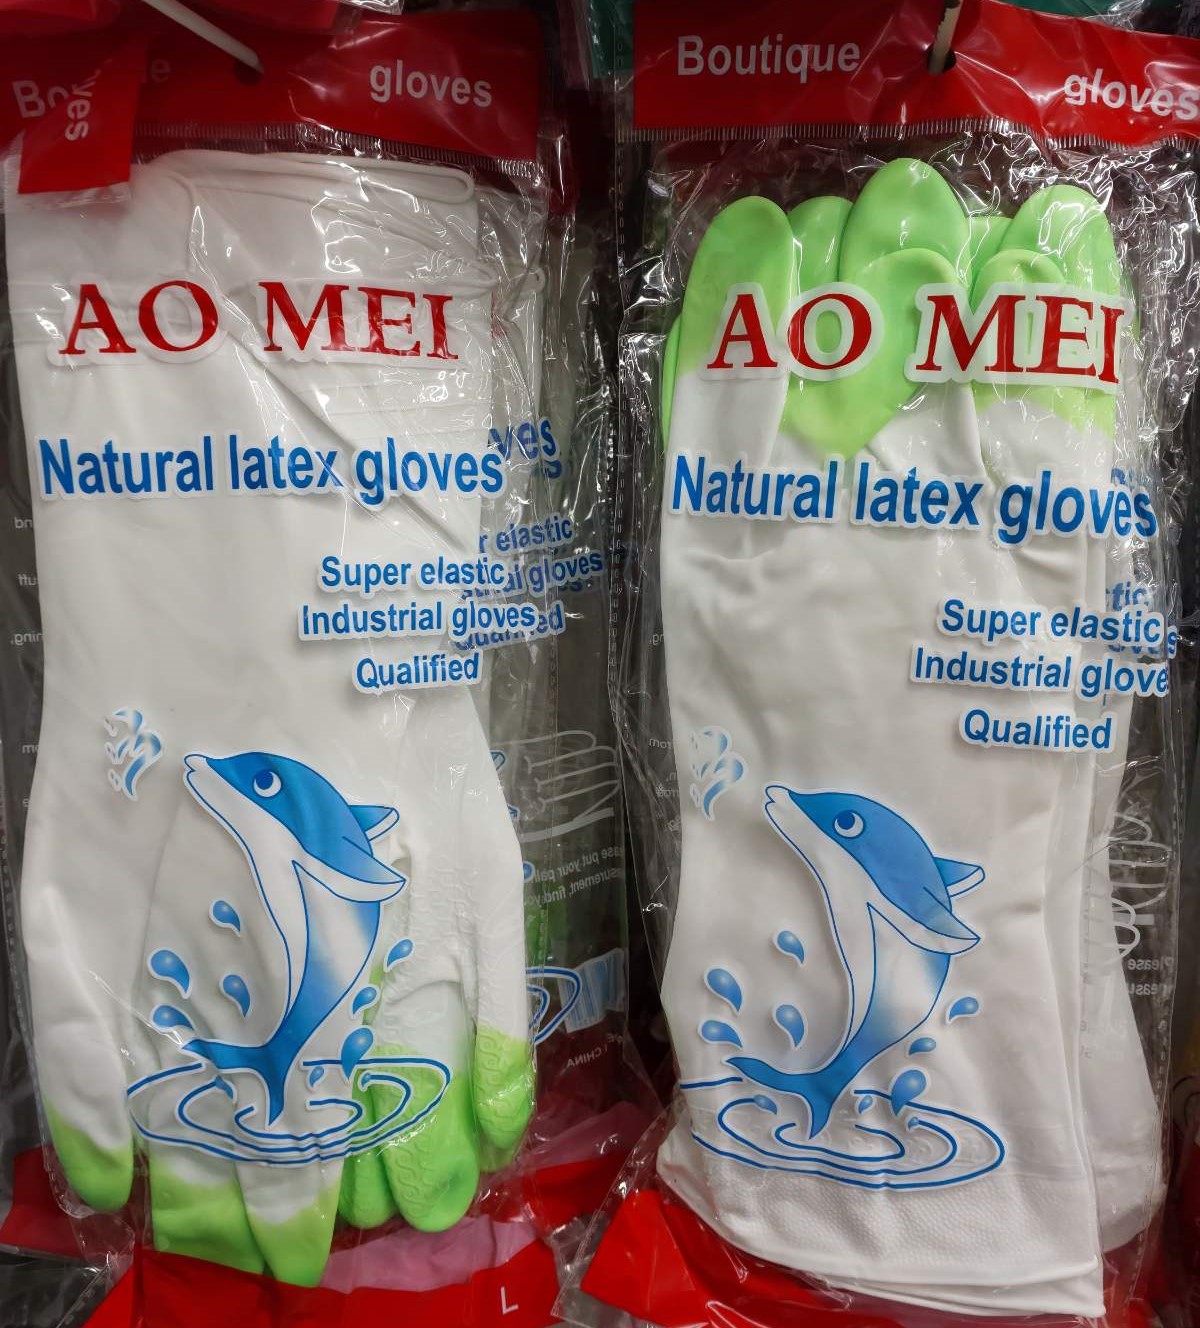 gloves
AO MEI
Natural latex gloves
Super elastic
Industrial gloves
Qualified
L
Boutique
gloves
AO MEI
Natural latex gloves
Super elastic
Industrial glove
Qualified
CHINA